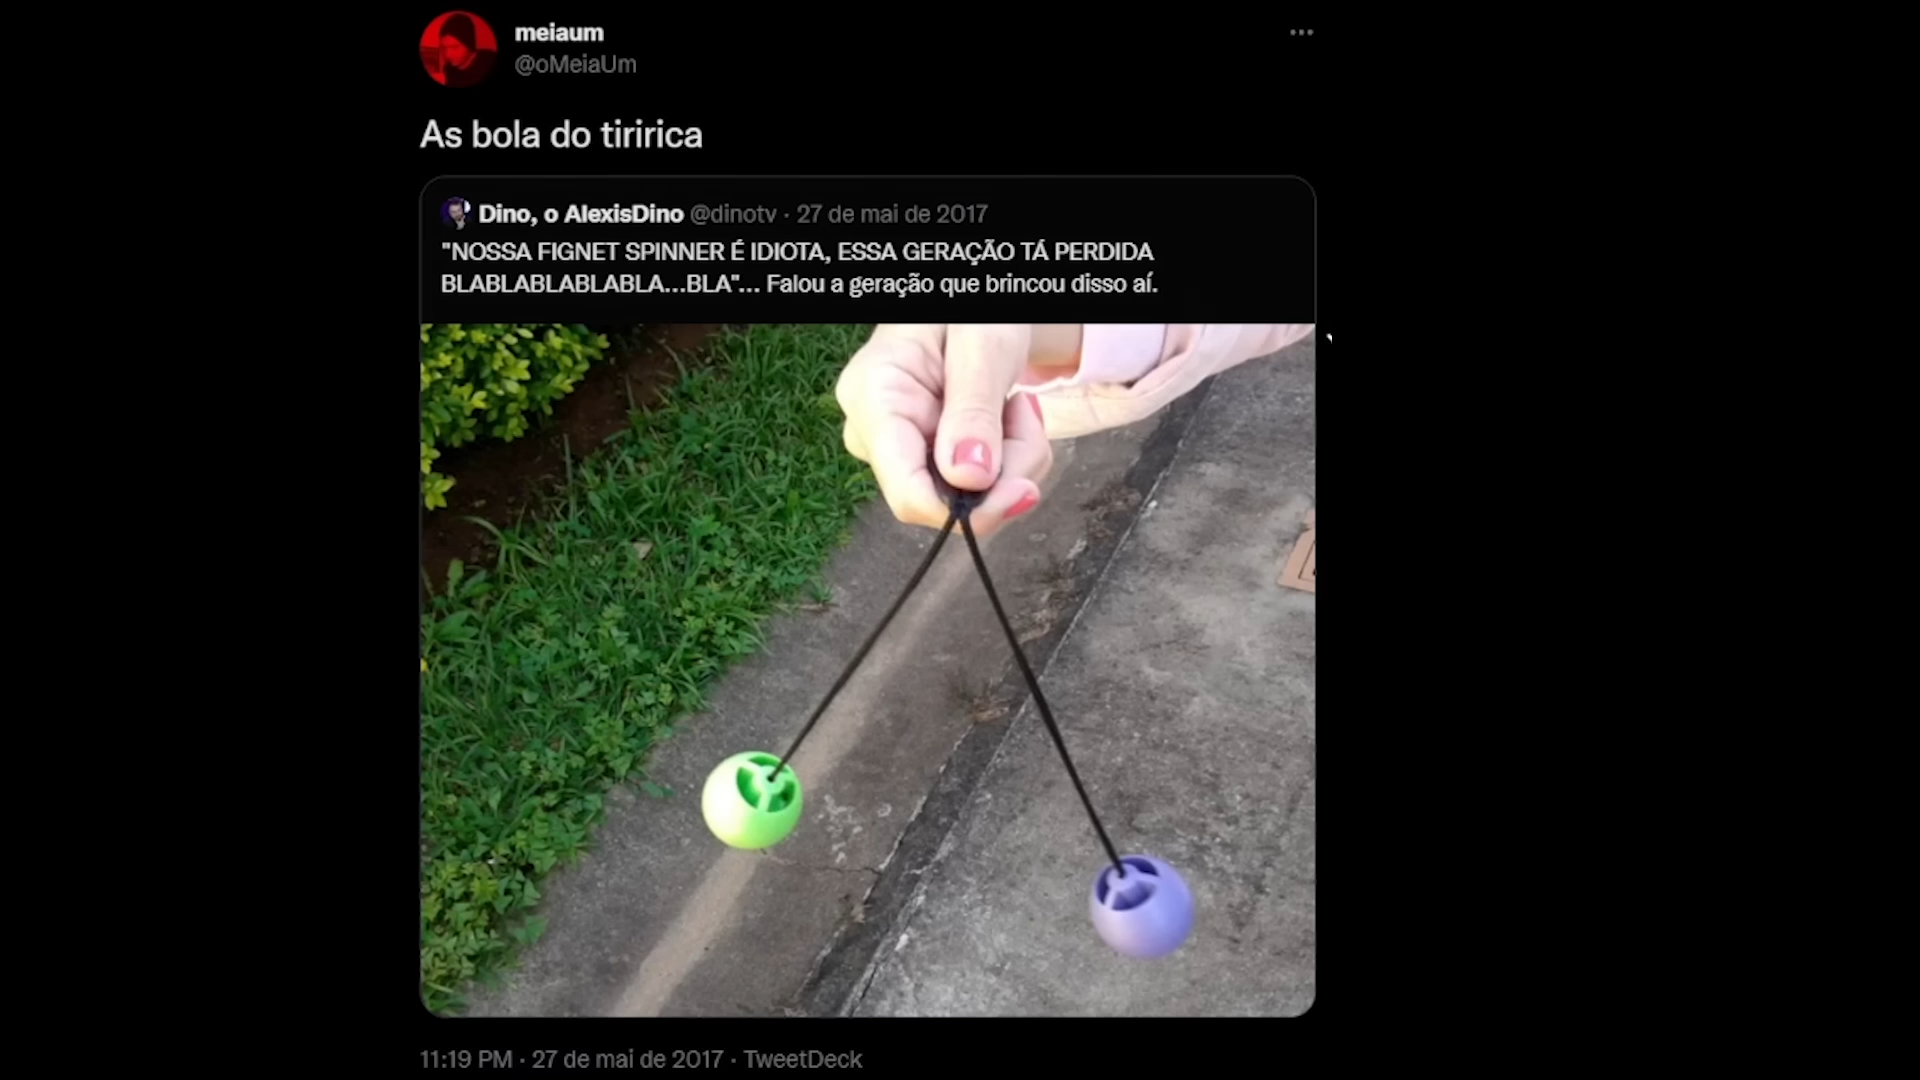 meiaum
@oMeiaUm
As bola do tiririca
Dino, o AlexisDino @dinotv · 27 de mai de 2017
"NOSSA FIGNET SPINNER É IDIOTA, ESSA GERAÇÃO TÁ PERDIDA
BLABLABLABLABLA...BLA"... Falou a geração que brincou disso aí.
11:19 PM · 27 de mai de 2017 · TweetDeck